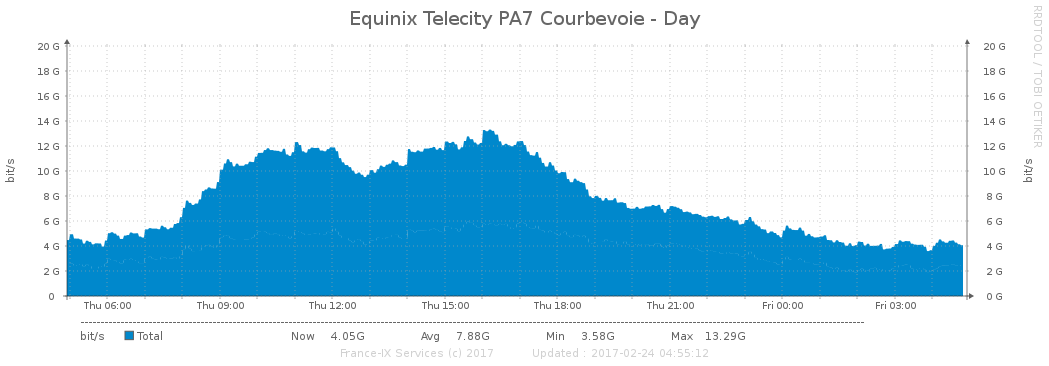 Equinix Telecity PA7 Courbevoie - Day
RRDTOOL / TOBI OETIKER
bit/s
20 G 20 G
18 G 18 G
16 G 16 G
14 G 14 G
12 G 12 G
10 G 10 G
8 G 8 G
6 G 6 G
4 G 4 G
2 G 2 G
0 0 G
bit/s
Thu 06:00 Thu 09:00 Thu 12:00 Thu 15:00 Thu 18:00 Thu 21:00 Fri 00:00 Fri 03:00
bit/s Total Now 4.05G Avg 7.88G Min 3.58G Max 13.29G
France-IX Services (c) 2017 Updated : 2017-02-24 04:55:12